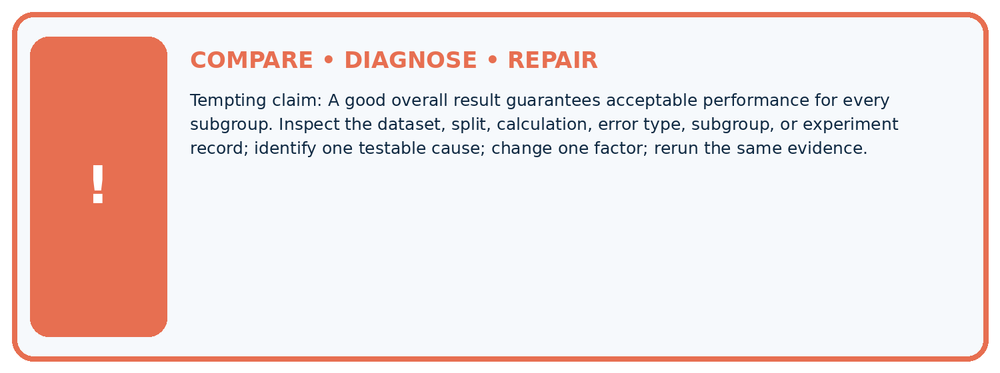 COMPARE • DIAGNOSE • REPAIR
Tempting claim: A good overall result guarantees acceptable performance for every
subgroup. Inspect the dataset, split, calculation, error type, subgroup, or experiment
record; identify one testable cause; change one factor; rerun the same evidence.
!